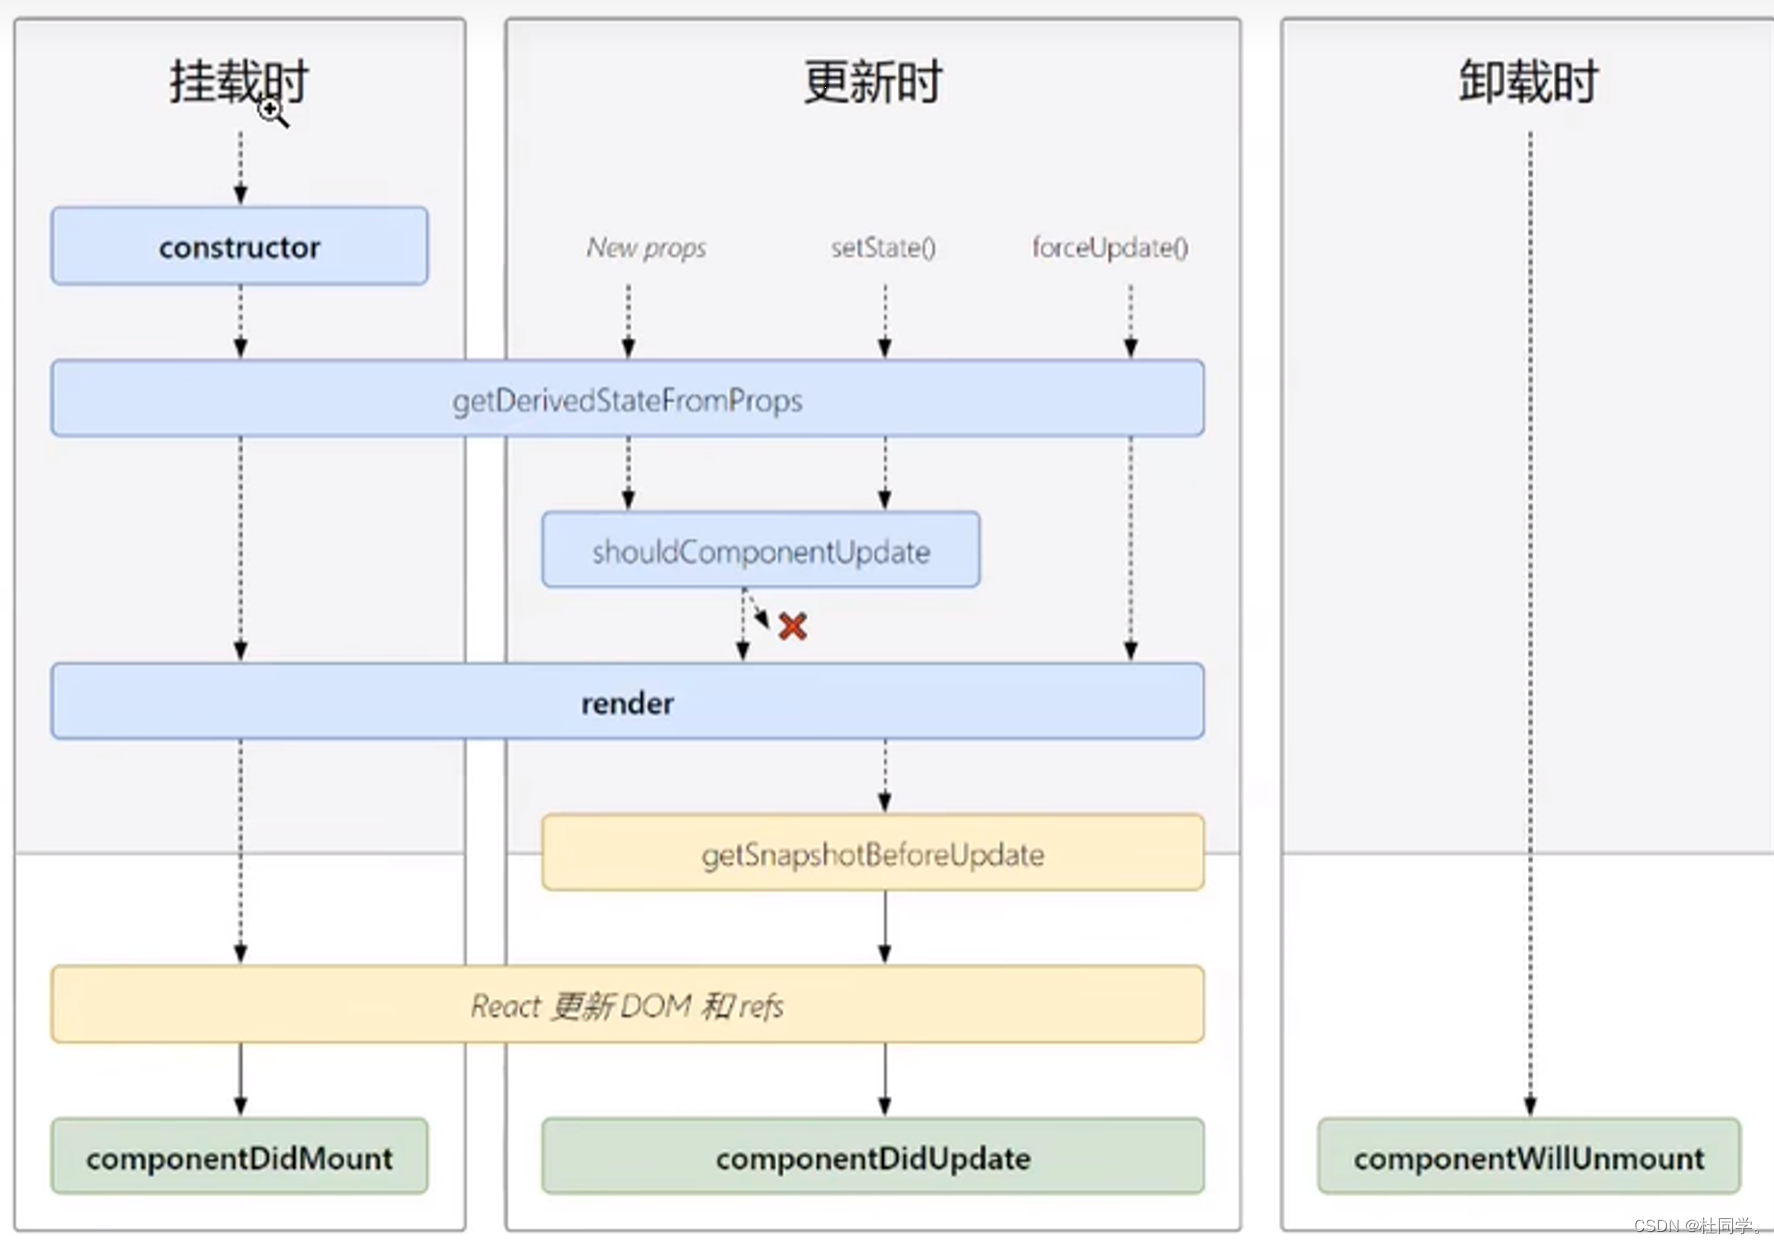 挂载时
更新时
卸载时
constructor
New props
setState()
forceUpdate()
getDerivedStateFromProps
shouldComponentUpdate
render
getSnapshotBeforeUpdate
React 更新 DOM 和 refs
componentDidMount
componentDidUpdate
componentWillUnmount
CSDN @杜同学。